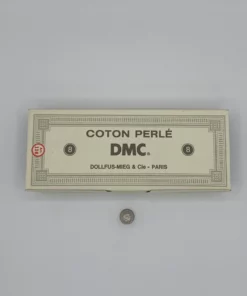 COTON PERLÉ
8 DMC 8
DOLLFUS-MIEG & Cie - PARIS